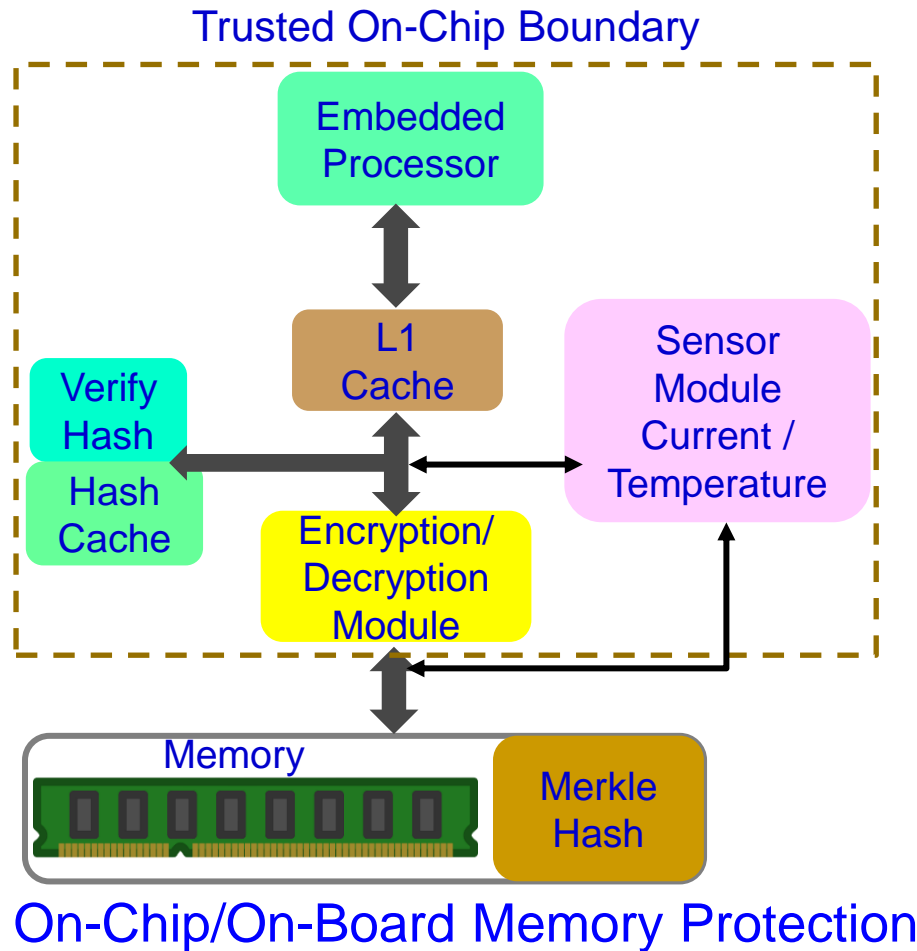 Trusted On-Chip Boundary
Embedded
Processor
L1
Cache
Sensor
Module
Current /
Temperature
Verify
Hash
Hash
Cache
Encryption/
Decryption
Module
Memory
Merkle
Hash
On-Chip/On-Board Memory Protection